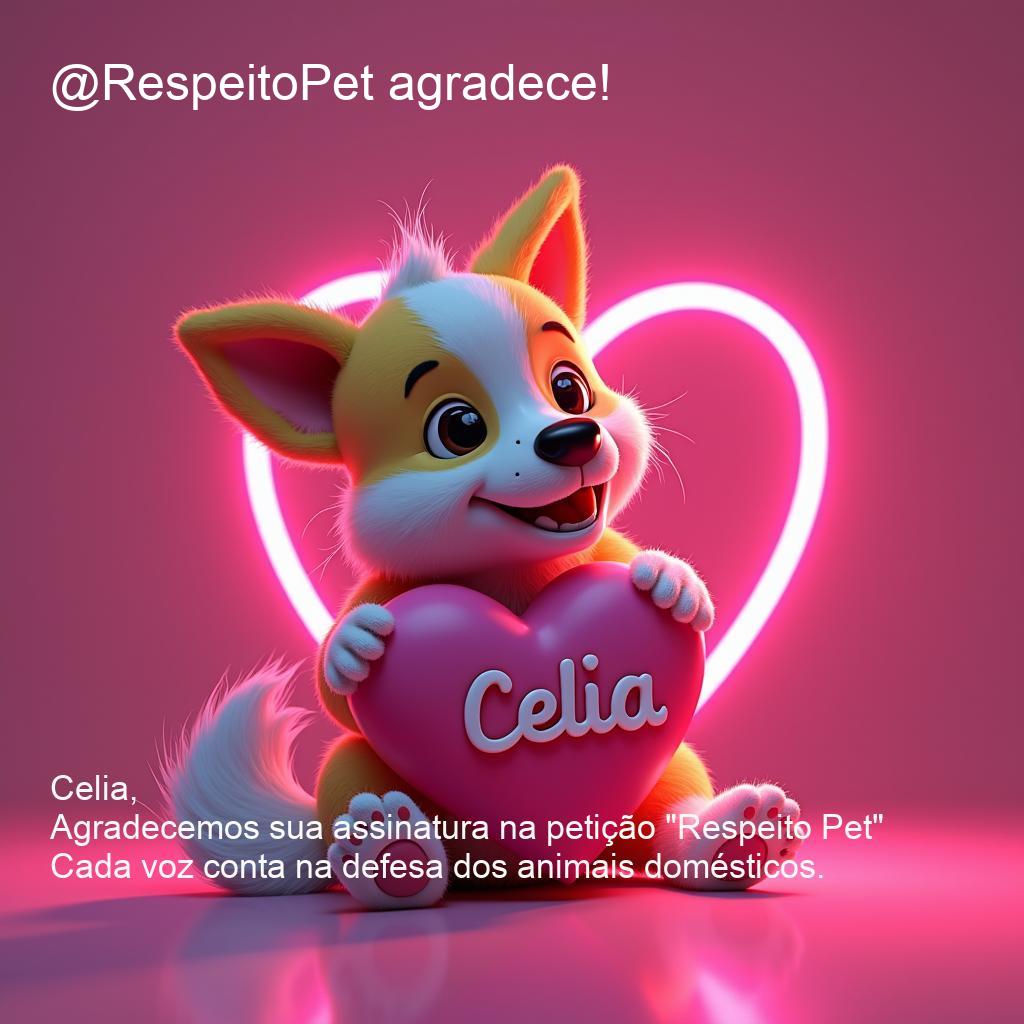 @RespeitoPet agradece!
Celia
Celia,
Agradecemos sua assinatura na petição "Respeito Pet"
Cada voz conta na defesa dos animais domésticos.